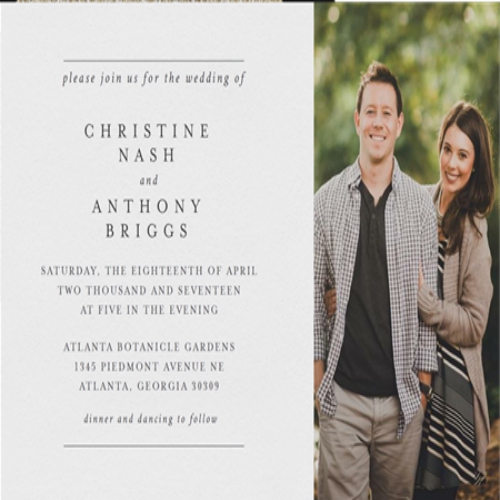 please join us for the wedding of
CHRISTINE
NASH
and
ANTHONY
BRIGGS
SATURDAY, THE EIGHTEENTH OF APRIL
TWO THOUSAND AND SEVENTEEN
AT FIVE IN THE EVENING
ATLANTA BOTANICLE GARDENS
1345 PIEDMONT AVENUE NE
ATLANTA, GEORGIA 30309
dinner and dancing to follow